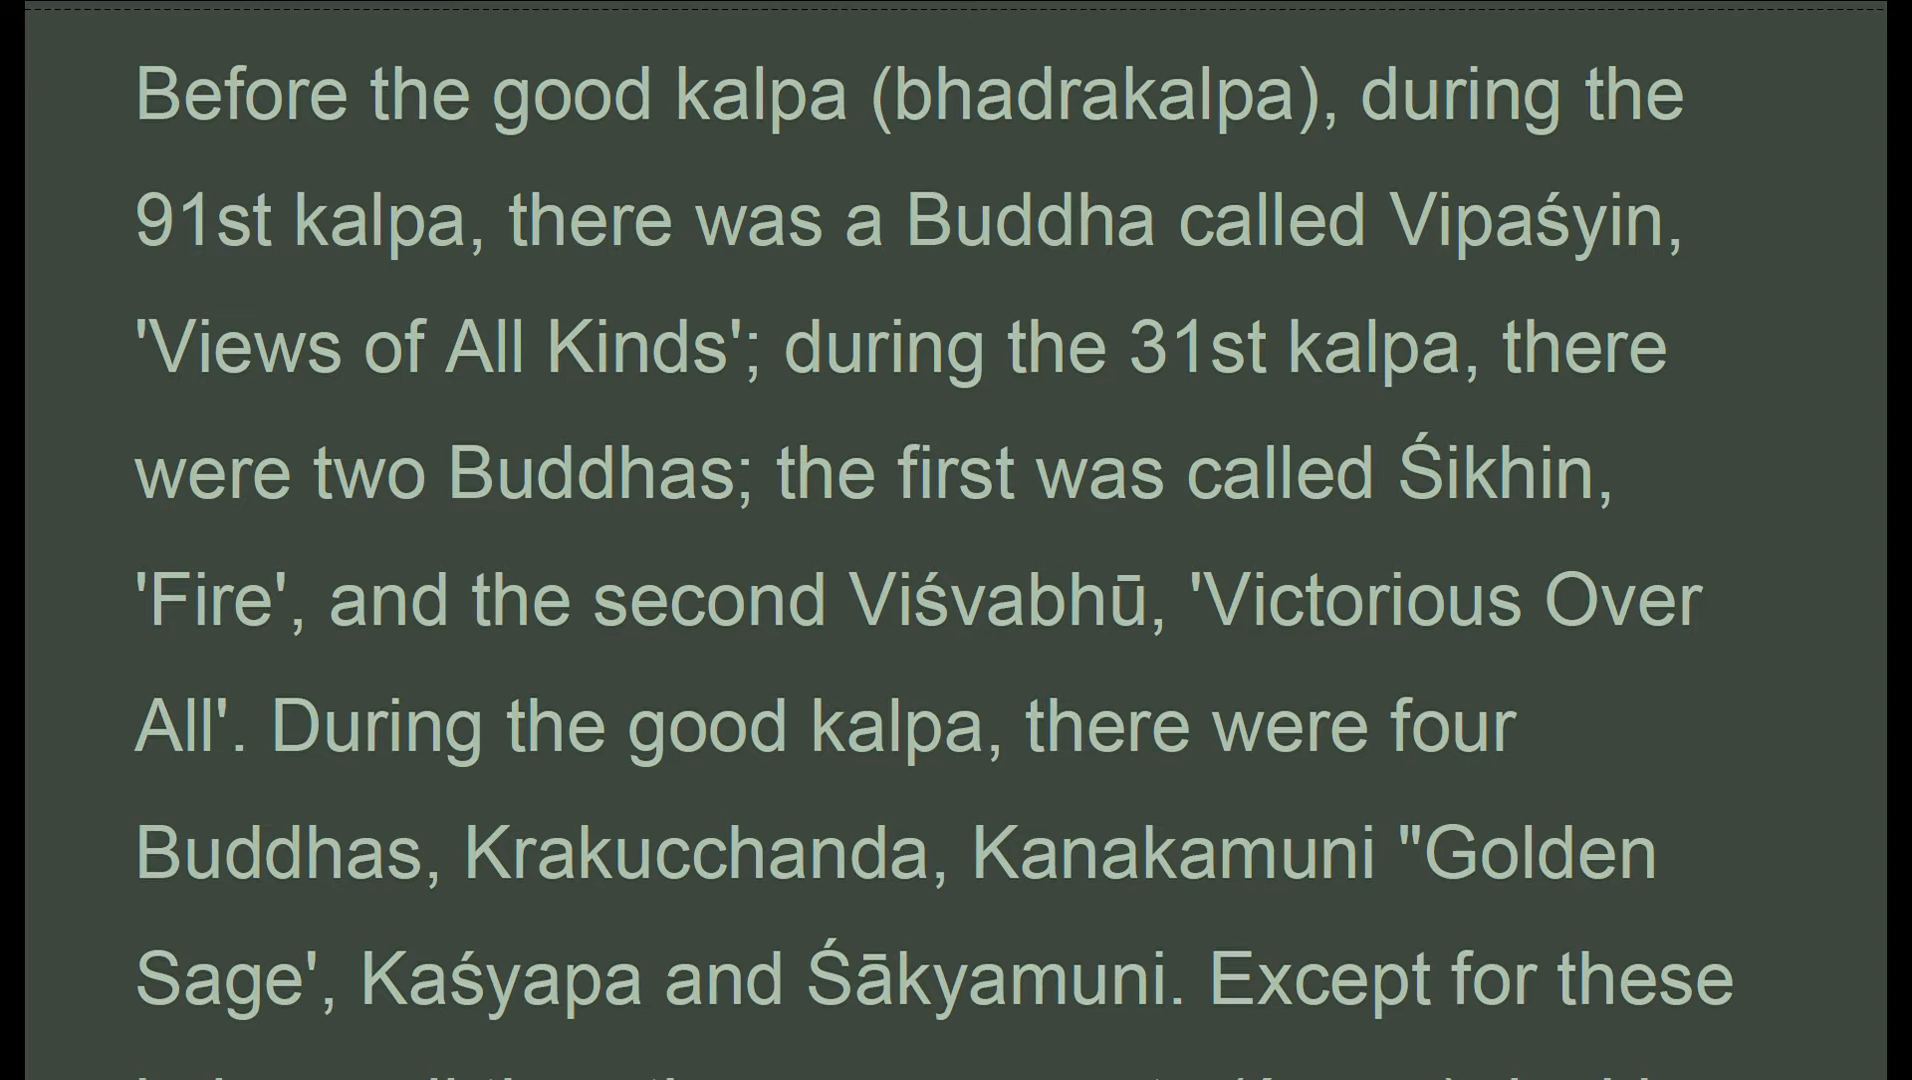 Before the good kalpa (bhadrakalpa), during the
91st kalpa, there was a Buddha called Vipaśyin,
'Views of All Kinds'; during the 31st kalpa, there
were two Buddhas; the first was called Śikhin,
'Fire', and the second Viśvabhū, 'Victorious Over
All'. During the good kalpa, there were four
Buddhas, Krakucchanda, Kanakamuni "Golden
Sage', Kaśyapa and Śākyamuni. Except for these